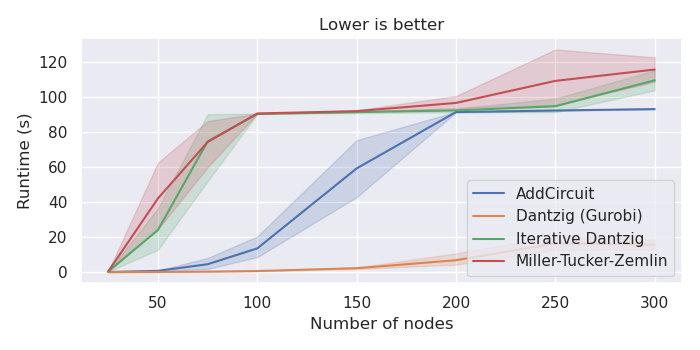 Lower is better
Runtime (s)
120
100
80
60
40
20
0
50
100
150
200
250
300
Number of nodes
AddCircuit
Dantzig (Gurobi)
Iterative Dantzig
Miller-Tucker-Zemlin